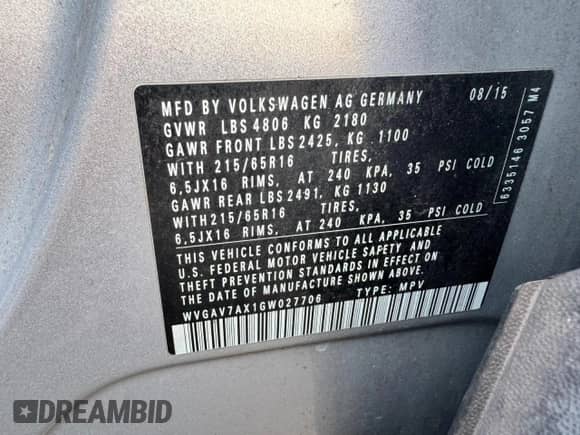 MFD BY VOLKSWAGEN AG GERMANY 08/15
GVWR LBS 4806 KG 2180
GAWR FRONT LBS 2425, KG 1100
WITH 215/65R16 TIRES,
6,5JX16 RIMS, AT 240 KPA, 35 PSI COLD
GAWR REAR LBS 2491, KG 1130
WITH 215/65R16 TIRES,
6,5JX16 RIMS, AT 240 KPA, 35 PSI COLD
THIS VEHICLE CONFORMS TO ALL APPLICABLE
U.S. FEDERAL MOTOR VEHICLE SAFETY AND
THEFT PREVENTION STANDARDS IN EFFECT ON
THE DATE OF MANUFACTURE SHOWN ABOVE.
WVGAV7AX1GW027706 TYPE: MPV
6335146 3057 M4
DREAMBID